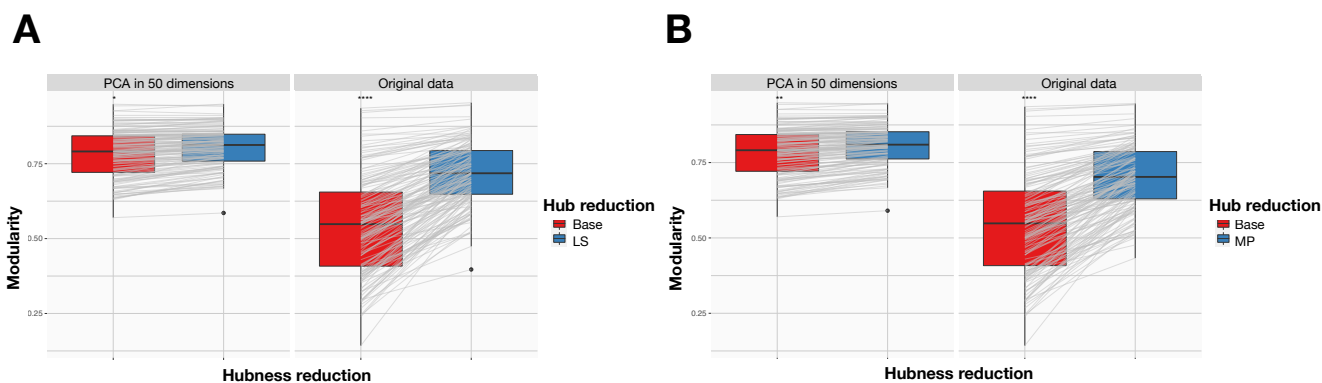 A
B
PCA in 50 dimensions
Original data
PCA in 50 dimensions
Original data
*
****
**
****
Modularity
0.75
0.50
0.25
Hubness reduction
Hub reduction
Base
LS
Modularity
0.75
0.50
0.25
Hubness reduction
Hub reduction
Base
MP